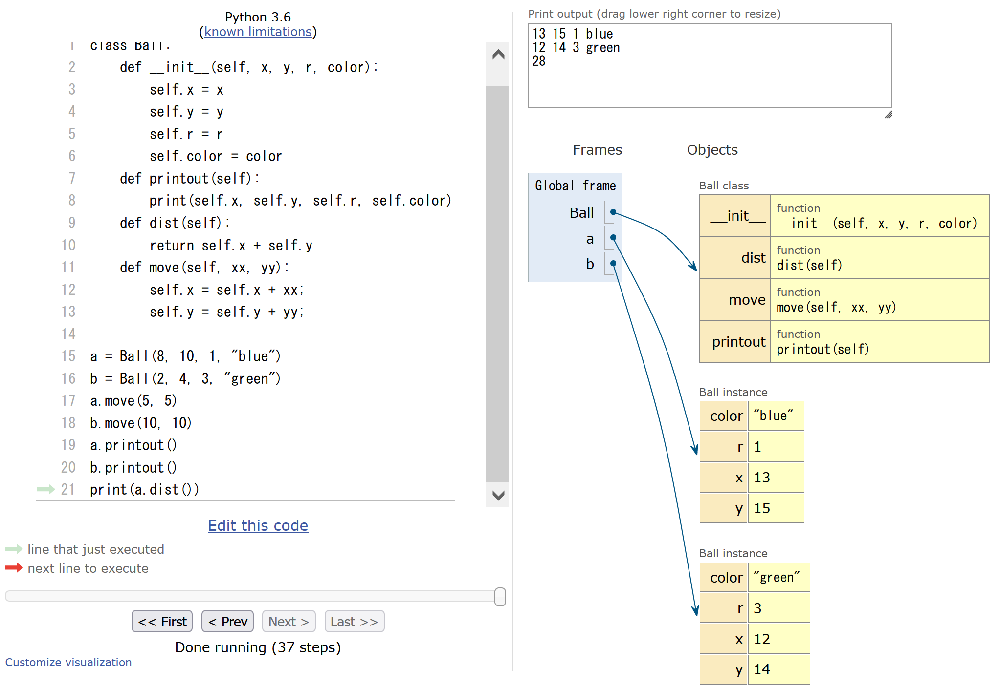 Python 3.6
(known limitations)
1 class Ball:
2 def __init__(self, x, y, r, color):
3 self.x = x
4 self.y = y
5 self.r = r
6 self.color = color
7 def printout(self):
8 print(self.x, self.y, self.r, self.color)
9 def dist(self):
10 return self.x + self.y
11 def move(self, xx, yy):
12 self.x = self.x + xx;
13 self.y = self.y + yy;
14
15 a = Ball(8, 10, 1, "blue")
16 b = Ball(2, 4, 3, "green")
17 a.move(5, 5)
18 b.move(10, 10)
19 a.printout()
20 b.printout()
21 print(a.dist())
Edit this code
line that just executed
next line to execute
<< First
< Prev
Next >
Last >>
Done running (37 steps)
Customize visualization
Print output (drag lower right corner to resize)
13 15 1 blue
12 14 3 green
28
Frames
Objects
Global frame
Ball
a
b
Ball class
__init__
function
__init__(self, x, y, r, color)
dist
function
dist(self)
move
function
move(self, xx, yy)
printout
function
printout(self)
Ball instance
color "blue"
r 1
x 13
y 15
Ball instance
color "green"
r 3
x 12
y 14